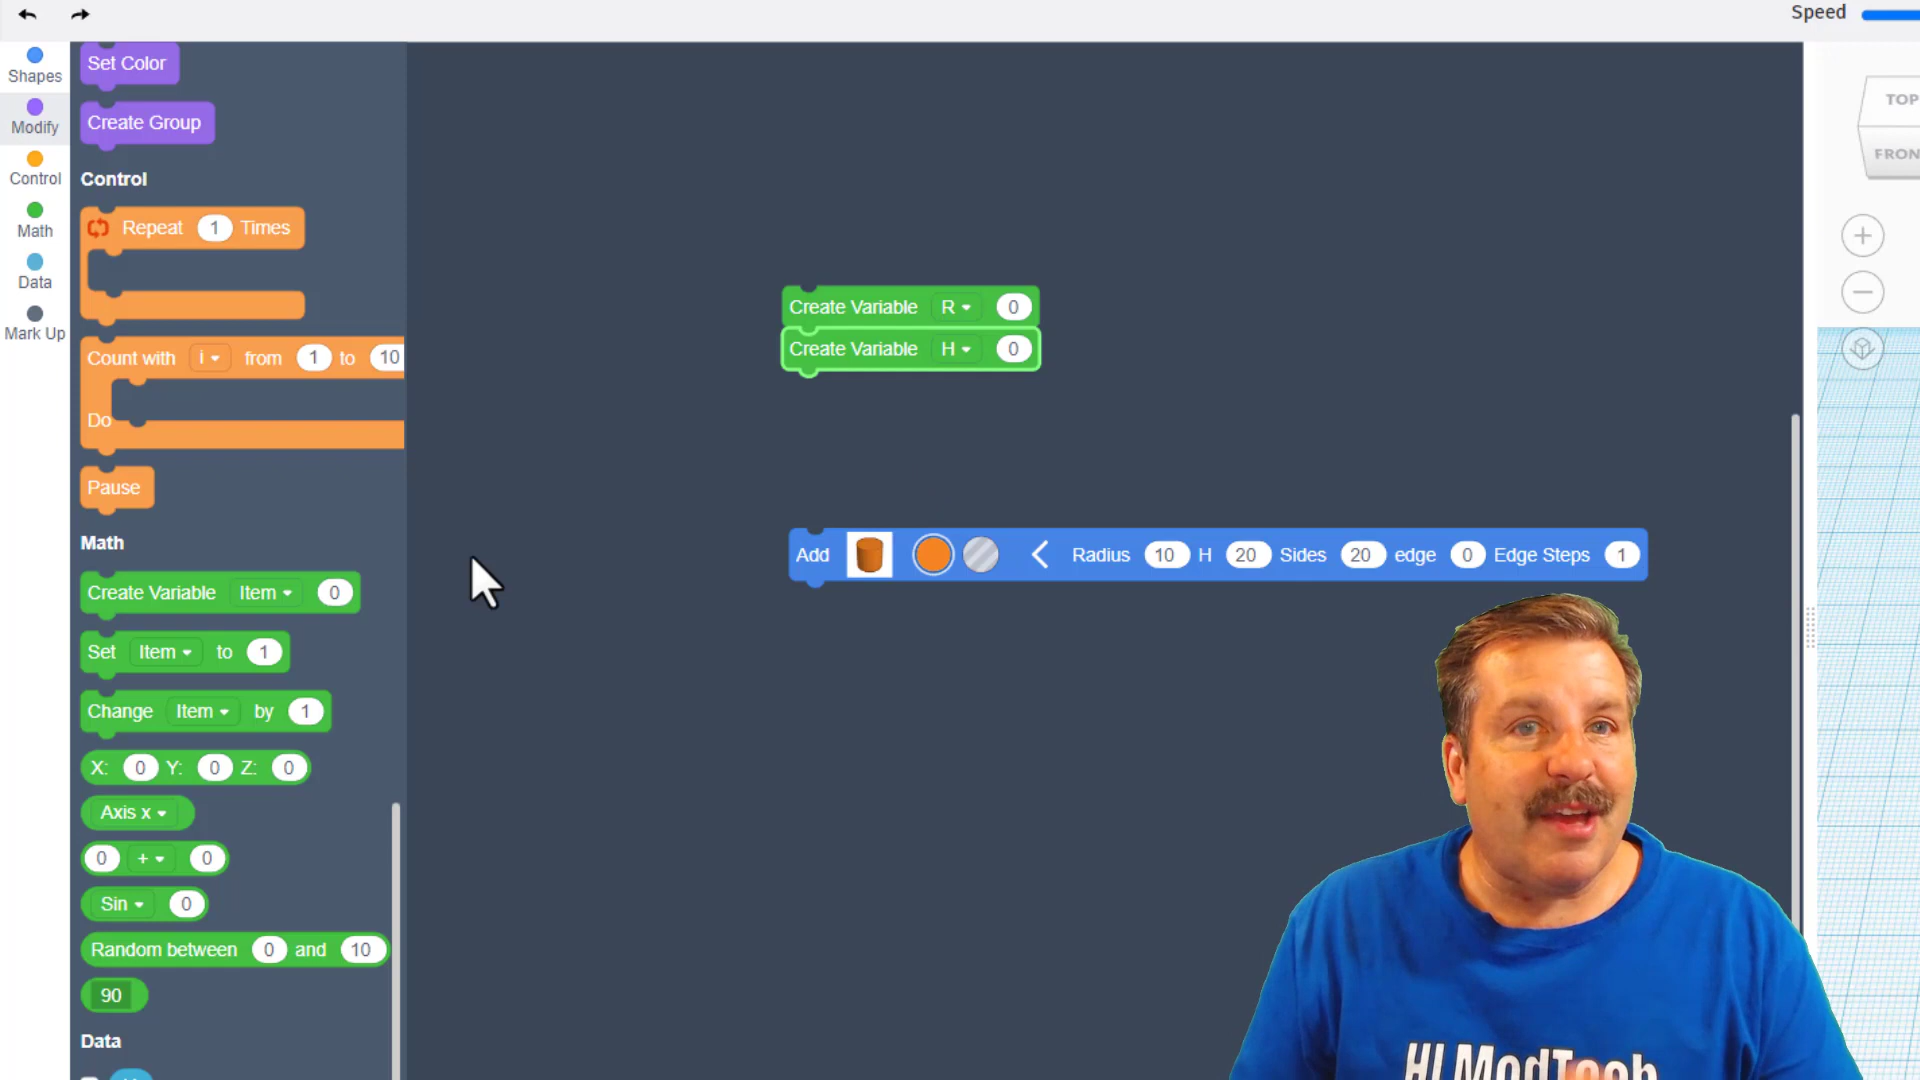 Speed
Shapes
Modify
Control
Math
Data
Mark Up
Set Color
Create Group
Control
Repeat 1 Times
Count with i from 1 to 10
Do
Pause
Math
Create Variable Item 0
Set Item to 1
Change Item by 1
X: 0 Y: 0 Z: 0
Axis x
0 + 0
Sin 0
Random between 0 and 10
90
Data
Create Variable R 0
Create Variable H 0
Add Radius 10 H 20 Sides 20 edge 0 Edge Steps 1
TOP
FRON
HLModTech